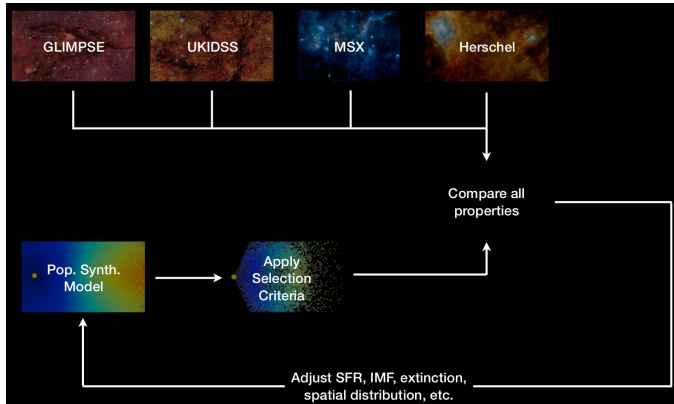 GLIMPSE
UKIDSS
MSX
Herschel
Compare all
properties
Pop. Synth.
Model
Apply
Selection
Criteria
Adjust SFR, IMF, extinction,
spatial distribution, etc.